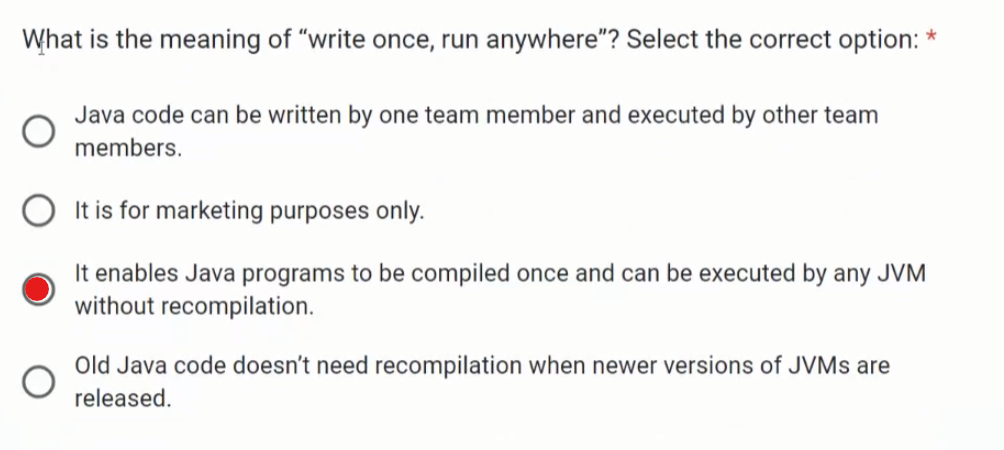 What is the meaning of “write once, run anywhere”? Select the correct option: *
Java code can be written by one team member and executed by other team
members.
It is for marketing purposes only.
It enables Java programs to be compiled once and can be executed by any JVM
without recompilation.
Old Java code doesn’t need recompilation when newer versions of JVMs are
released.